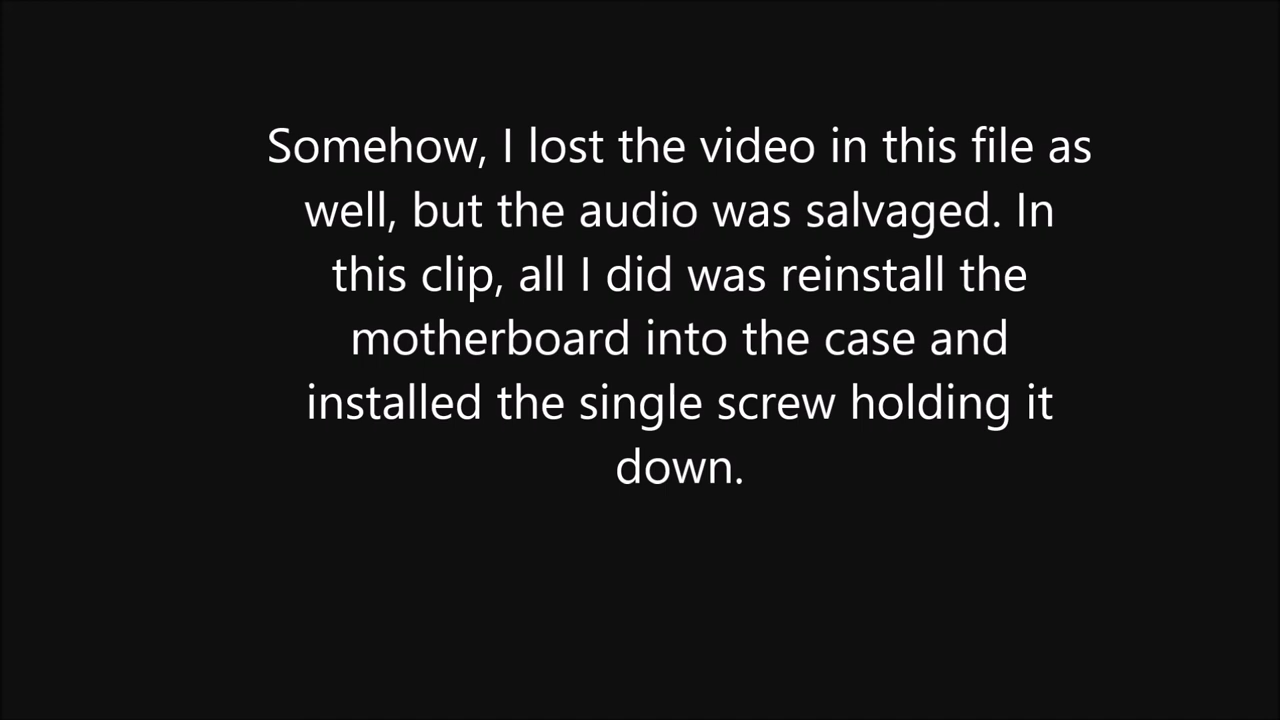 Somehow, I lost the video in this file as
well, but the audio was salvaged. In
this clip, all I did was reinstall the
motherboard into the case and
installed the single screw holding it
down.